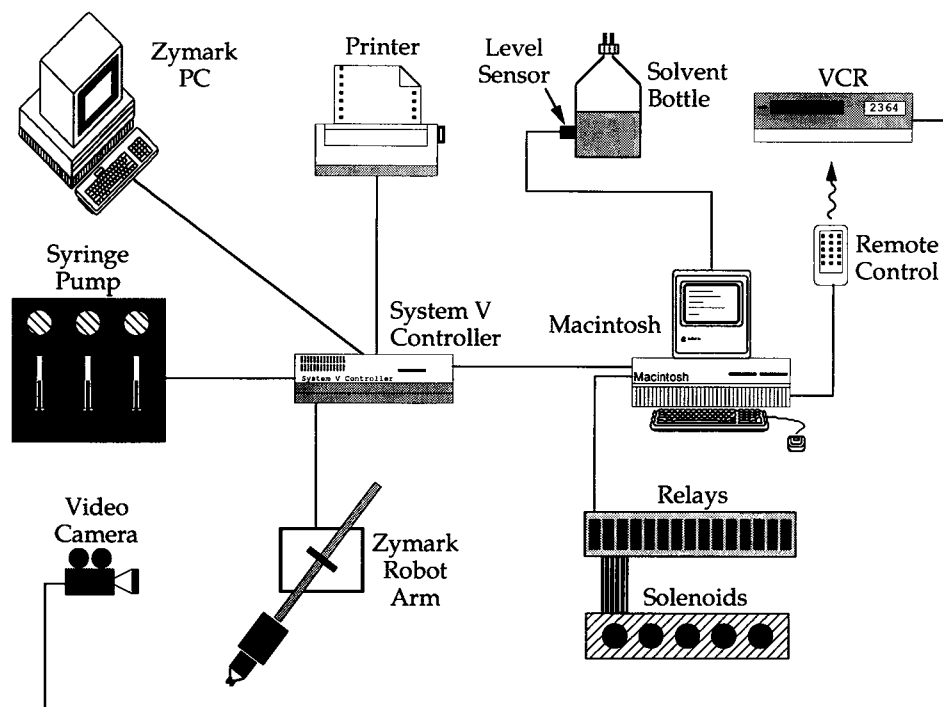 Zymark
PC
Printer
Level
Sensor
Solvent
Bottle
VCR
2364
Remote
Control
Syringe
Pump
System V
Controller
System V Controller
Macintosh
Macintosh
Relays
Solenoids
Video
Camera
Zymark
Robot
Arm